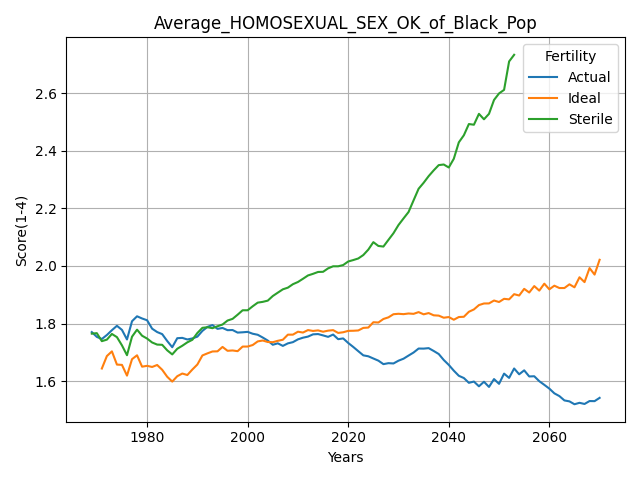 Average_HOMOSEXUAL_SEX_OK_of_Black_Pop
Fertility
Actual
Ideal
Sterile
Score(1-4)
2.6
2.4
2.2
2.0
1.8
1.6
1980
2000
2020
2040
2060
Years